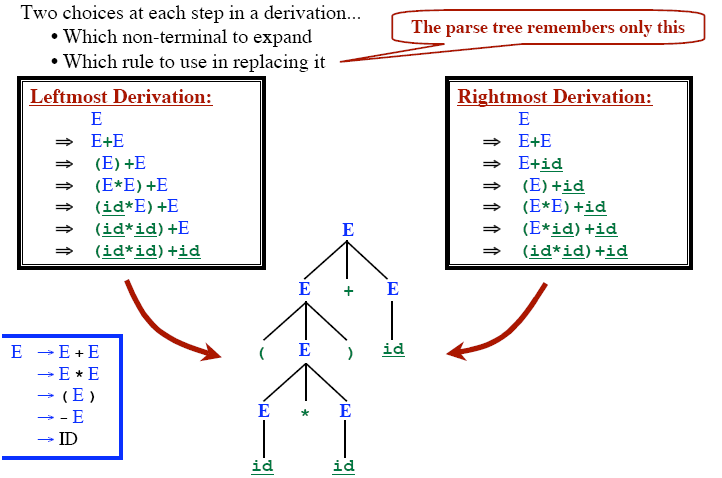 Two choices at each step in a derivation...
• Which non-terminal to expand
• Which rule to use in replacing it
The parse tree remembers only this
Leftmost Derivation:
E
⇒ E+E
⇒ (E)+E
⇒ (E*E)+E
⇒ (id*E)+E
⇒ (id*id)+E
⇒ (id*id)+id
Rightmost Derivation:
E
⇒ E+E
⇒ E+id
⇒ (E)+id
⇒ (E*E)+id
⇒ (E*id)+id
⇒ (id*id)+id
E
E + E
( E ) id
E * E
id id
E → E + E
→ E * E
→ ( E )
→ - E
→ ID